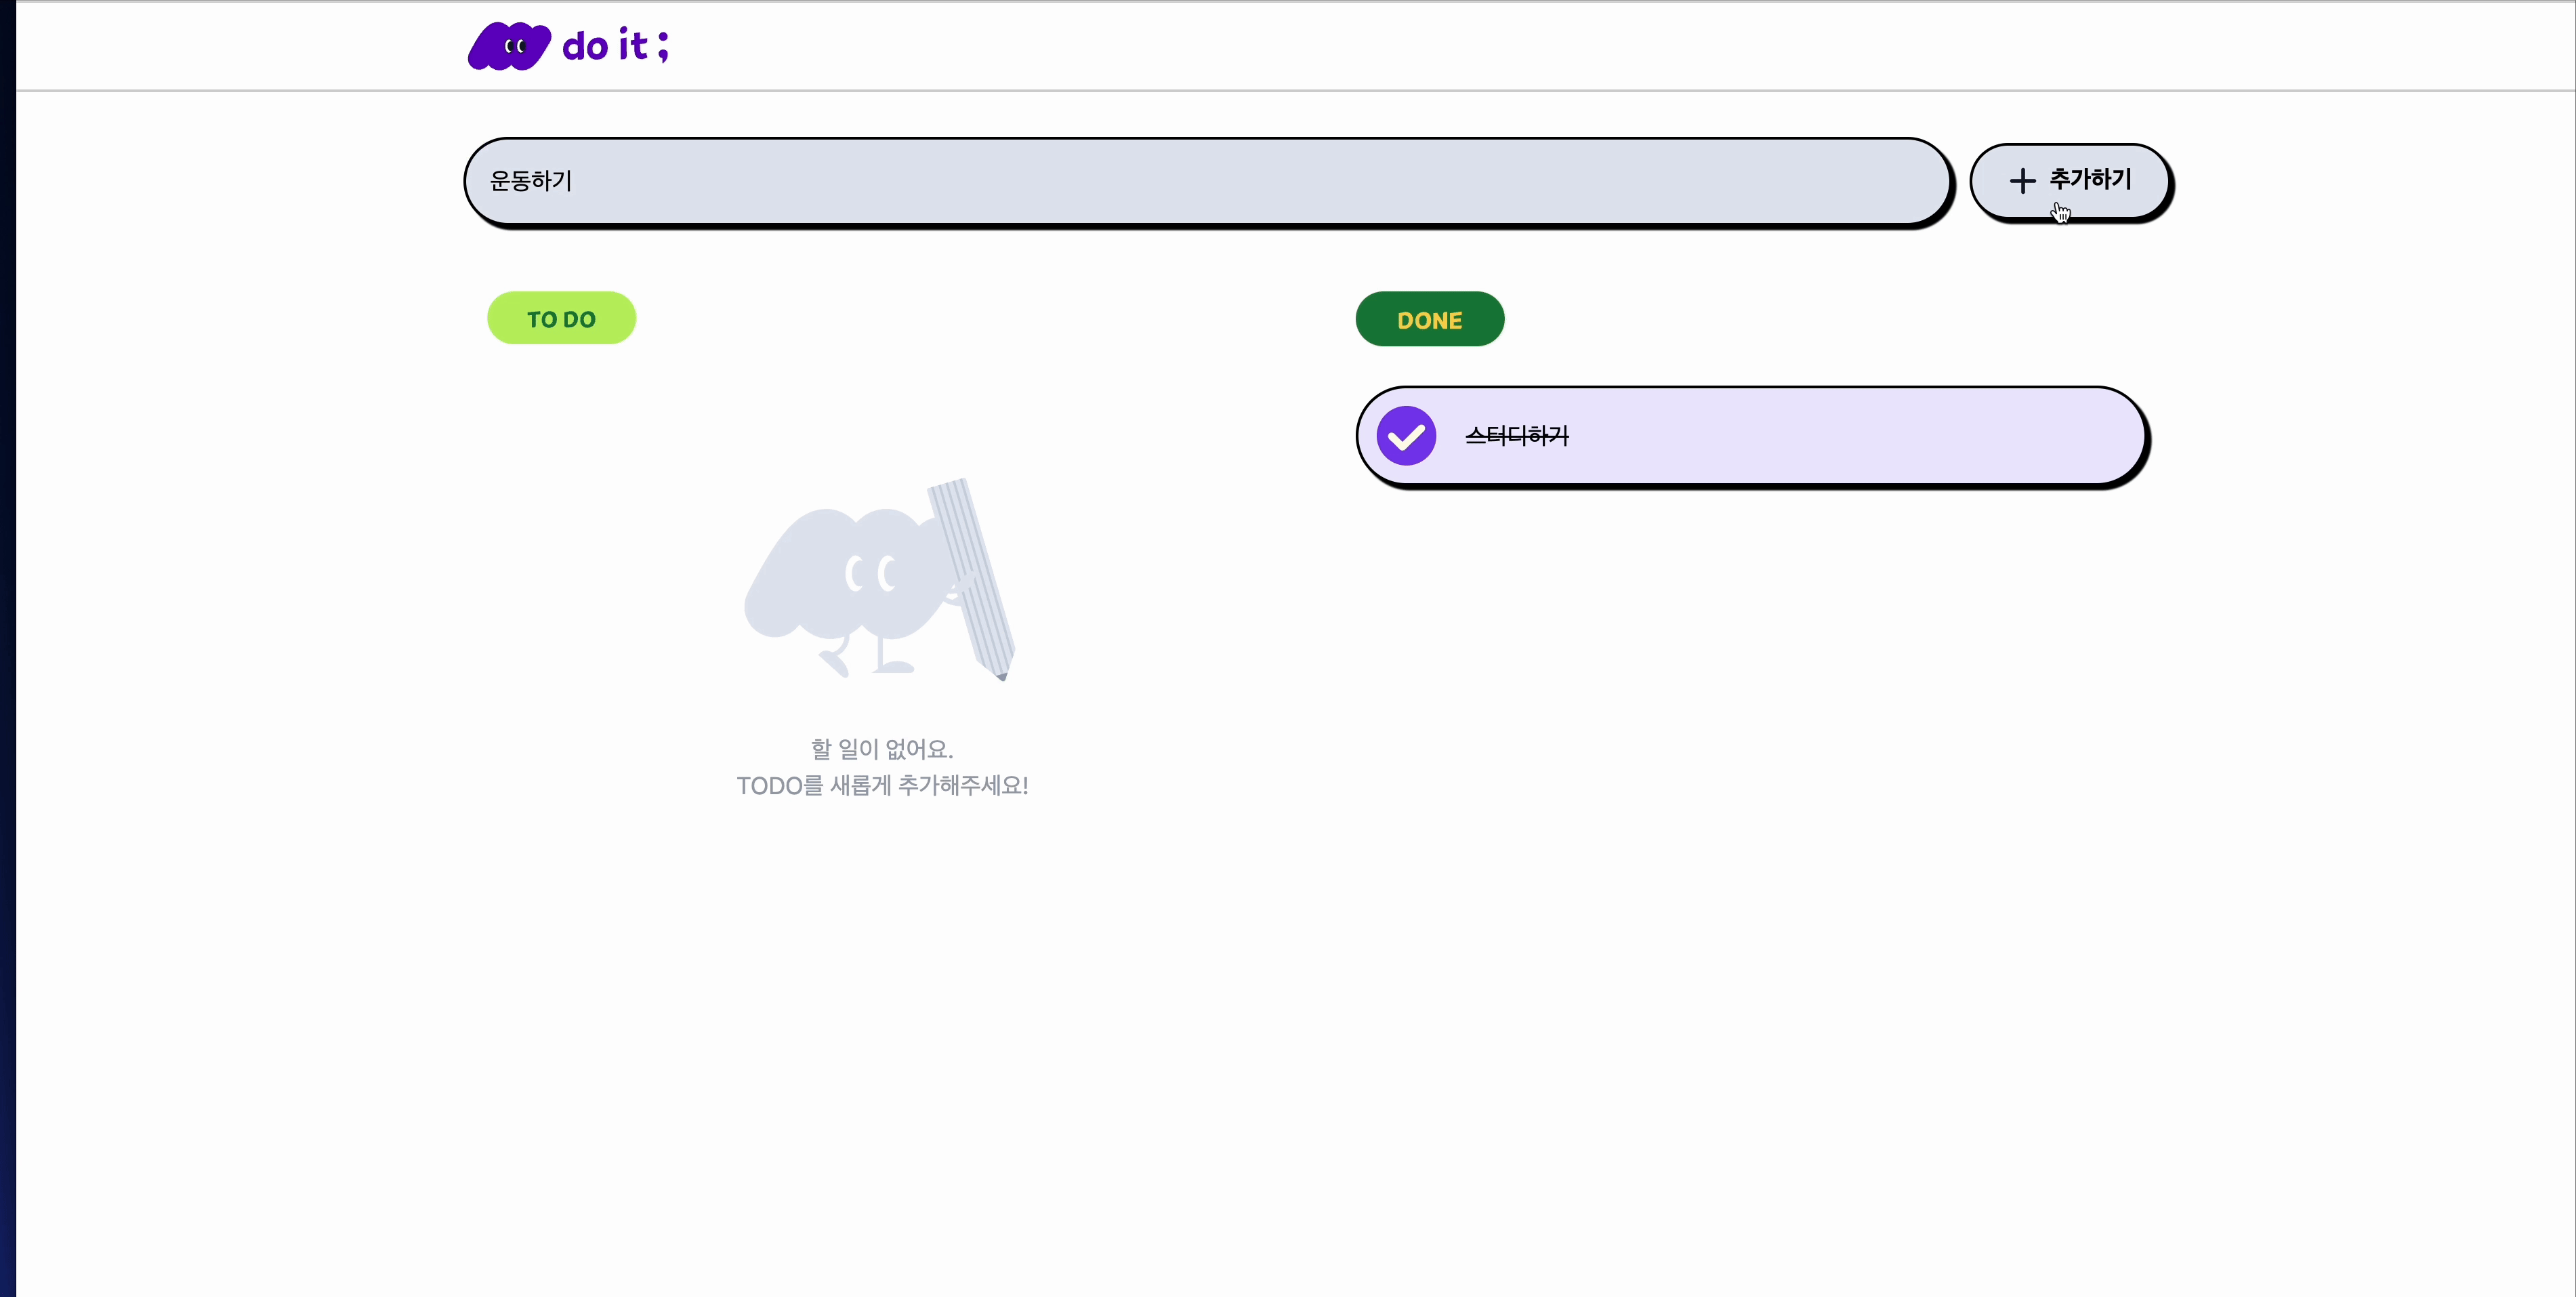 do it ;
운동하기
추가하기
TO DO
DONE
스터디하기
할 일이 없어요.
TODO를 새롭게 추가해주세요!